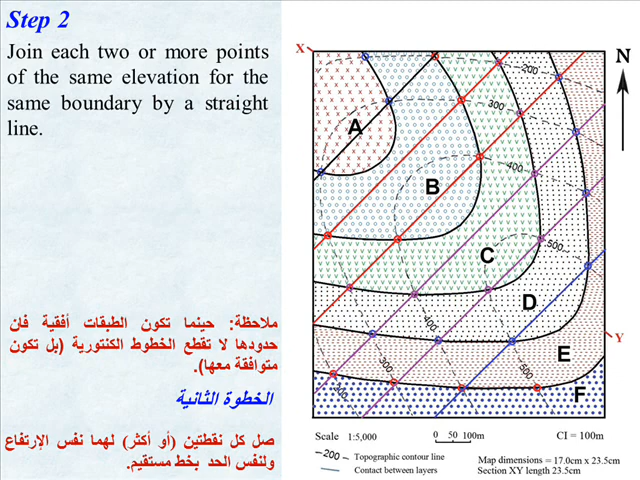 Step 2
Join each two or more points
of the same elevation for the
same boundary by a straight
line.
ملاحظة: حينما تكون الطبقات أفقية فان
حدودها لا تقطع الخطوط الكنتورية (بل تكون
متوافقة معها).
الخطوة الثانية
صل كل نقطتين (أو أكثر) لهما نفس الإرتفاع
ولنفس الحد بخط مستقيم.
X
N
200
300
A
400
B
C
500
D
Y
E
400
300
500
F
Scale 1:5,000 0 50 100m CI = 100m
200 Topographic contour line
Contact between layers
Map dimensions = 17.0cm x 23.5cm
Section XY length 23.5cm